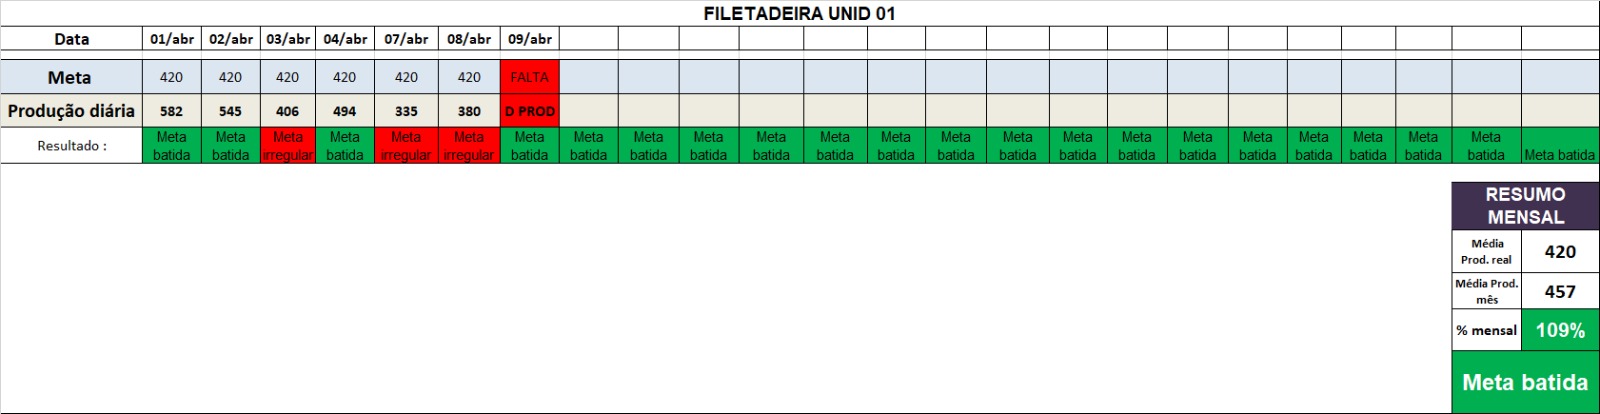 FILETADEIRA UNID 01
Data 01/abr 02/abr 03/abr 04/abr 07/abr 08/abr 09/abr
Meta 420 420 420 420 420 420 FALTA
Produção diária 582 545 406 494 335 380 D PROD
Resultado : Meta batida Meta batida Meta irregular Meta batida Meta irregular Meta irregular Meta batida Meta batida Meta batida Meta batida Meta batida Meta batida Meta batida Meta batida Meta batida Meta batida Meta batida Meta batida Meta batida Meta batida Meta batida Meta batida Meta batida Meta batida
RESUMO
MENSAL
Média
Prod. real 420
Média Prod.
mês 457
% mensal 109%
Meta batida